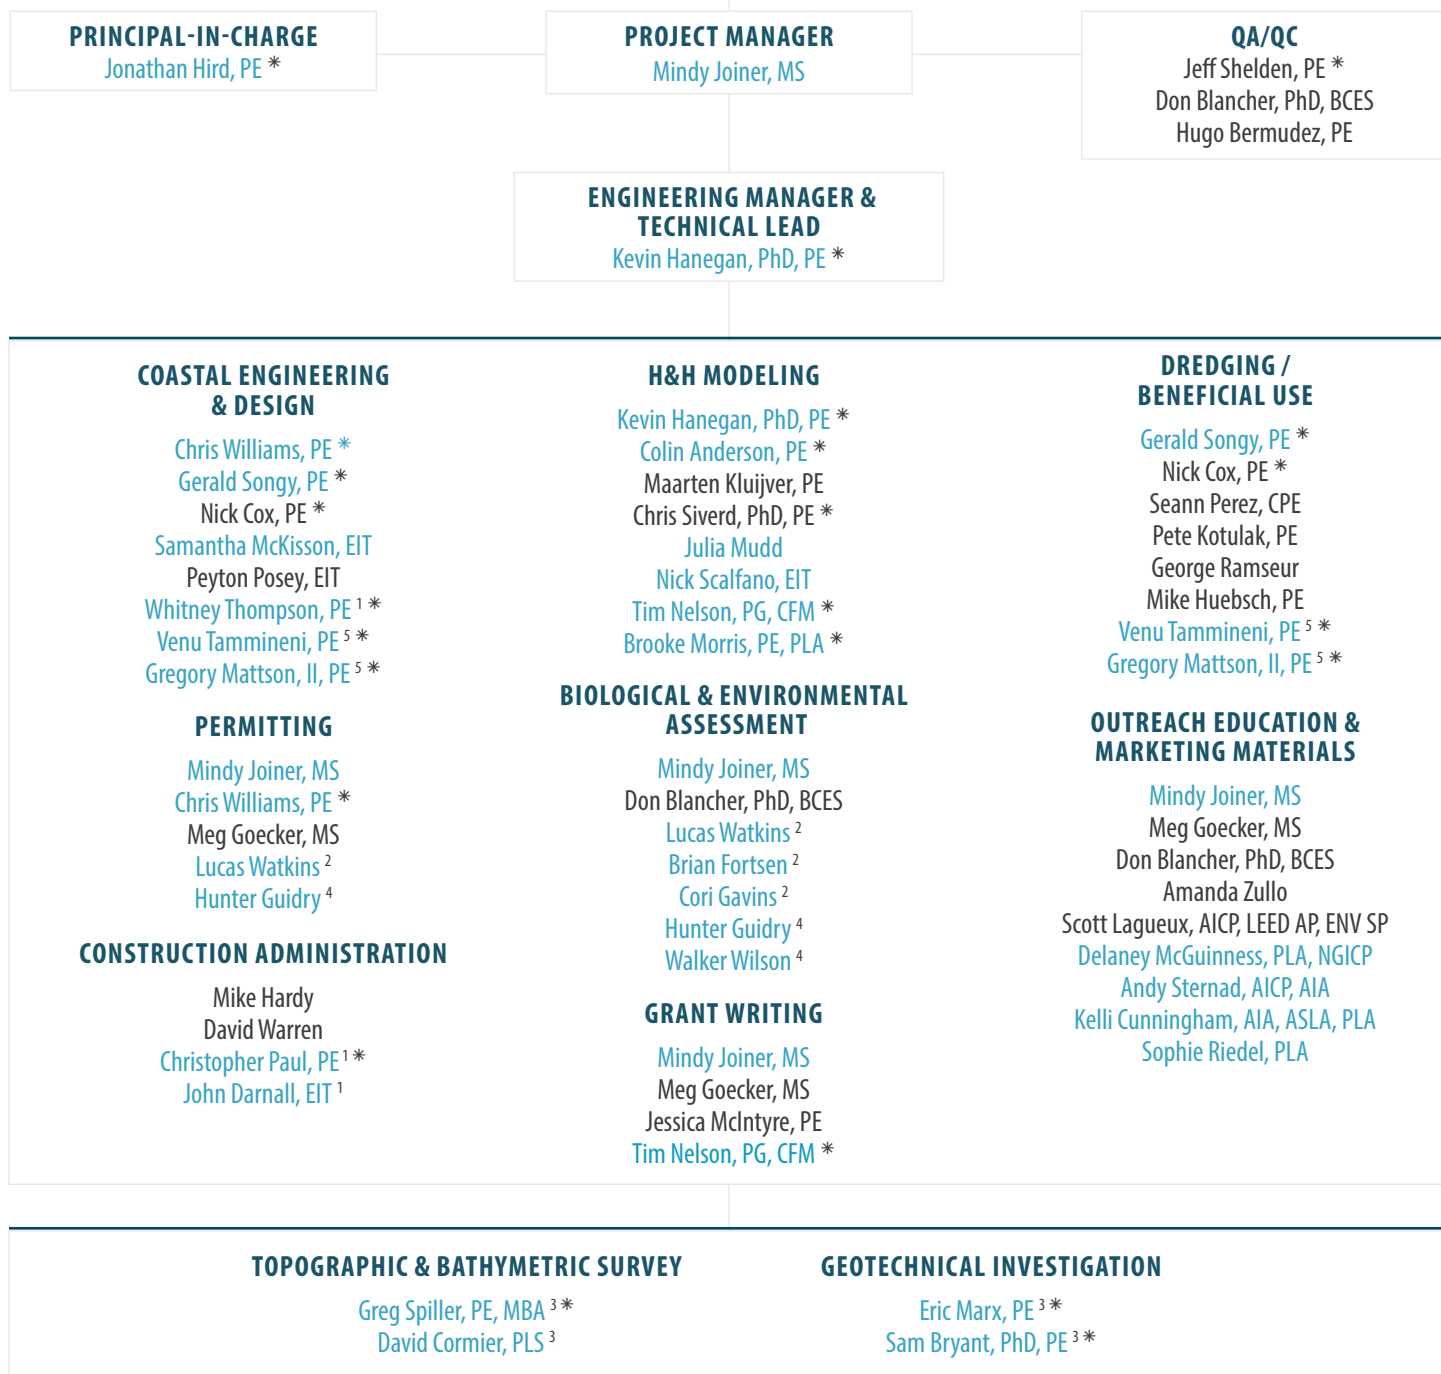 PRINCIPAL-IN-CHARGE
Jonathan Hird, PE *
PROJECT MANAGER
Mindy Joiner, MS
QA/QC
Jeff Shelden, PE *
Don Blancher, PhD, BCES
Hugo Bermudez, PE
ENGINEERING MANAGER &
TECHNICAL LEAD
Kevin Hanegan, PhD, PE *
COASTAL ENGINEERING
& DESIGN
Chris Williams, PE *
Gerald Songy, PE *
Nick Cox, PE *
Samantha McKisson, EIT
Peyton Posey, EIT
Whitney Thompson, PE 1 *
Venu Tammineni, PE 5 *
Gregory Mattson, II, PE 5 *
PERMITTING
Mindy Joiner, MS
Chris Williams, PE *
Meg Goecker, MS
Lucas Watkins 2
Hunter Guidry 4
CONSTRUCTION ADMINISTRATION
Mike Hardy
David Warren
Christopher Paul, PE 1 *
John Darnall, EIT 1
H&H MODELING
Kevin Hanegan, PhD, PE *
Colin Anderson, PE *
Maarten Kluijver, PE
Chris Siverd, PhD, PE *
Julia Mudd
Nick Scalfano, EIT
Tim Nelson, PG, CFM *
Brooke Morris, PE, PLA *
BIOLOGICAL & ENVIRONMENTAL
ASSESSMENT
Mindy Joiner, MS
Don Blancher, PhD, BCES
Lucas Watkins 2
Brian Fortsen 2
Cori Gavins 2
Hunter Guidry 4
Walker Wilson 4
GRANT WRITING
Mindy Joiner, MS
Meg Goecker, MS
Jessica McIntyre, PE
Tim Nelson, PG, CFM *
DREDGING /
BENEFICIAL USE
Gerald Songy, PE *
Nick Cox, PE *
Seann Perez, CPE
Pete Kotulak, PE
George Ramseur
Mike Huebsch, PE
Venu Tammineni, PE 5 *
Gregory Mattson, II, PE 5 *
OUTREACH EDUCATION &
MARKETING MATERIALS
Mindy Joiner, MS
Meg Goecker, MS
Don Blancher, PhD, BCES
Amanda Zullo
Scott Lagueux, AICP, LEED AP, ENV SP
Delaney McGuinness, PLA, NGICP
Andy Sternad, AICP, AIA
Kelli Cunningham, AIA, ASLA, PLA
Sophie Riedel, PLA
TOPOGRAPHIC & BATHYMETRIC SURVEY
Greg Spiller, PE, MBA 3 *
David Cormier, PLS 3
GEOTECHNICAL INVESTIGATION
Eric Marx, PE 3 *
Sam Bryant, PhD, PE 3 *